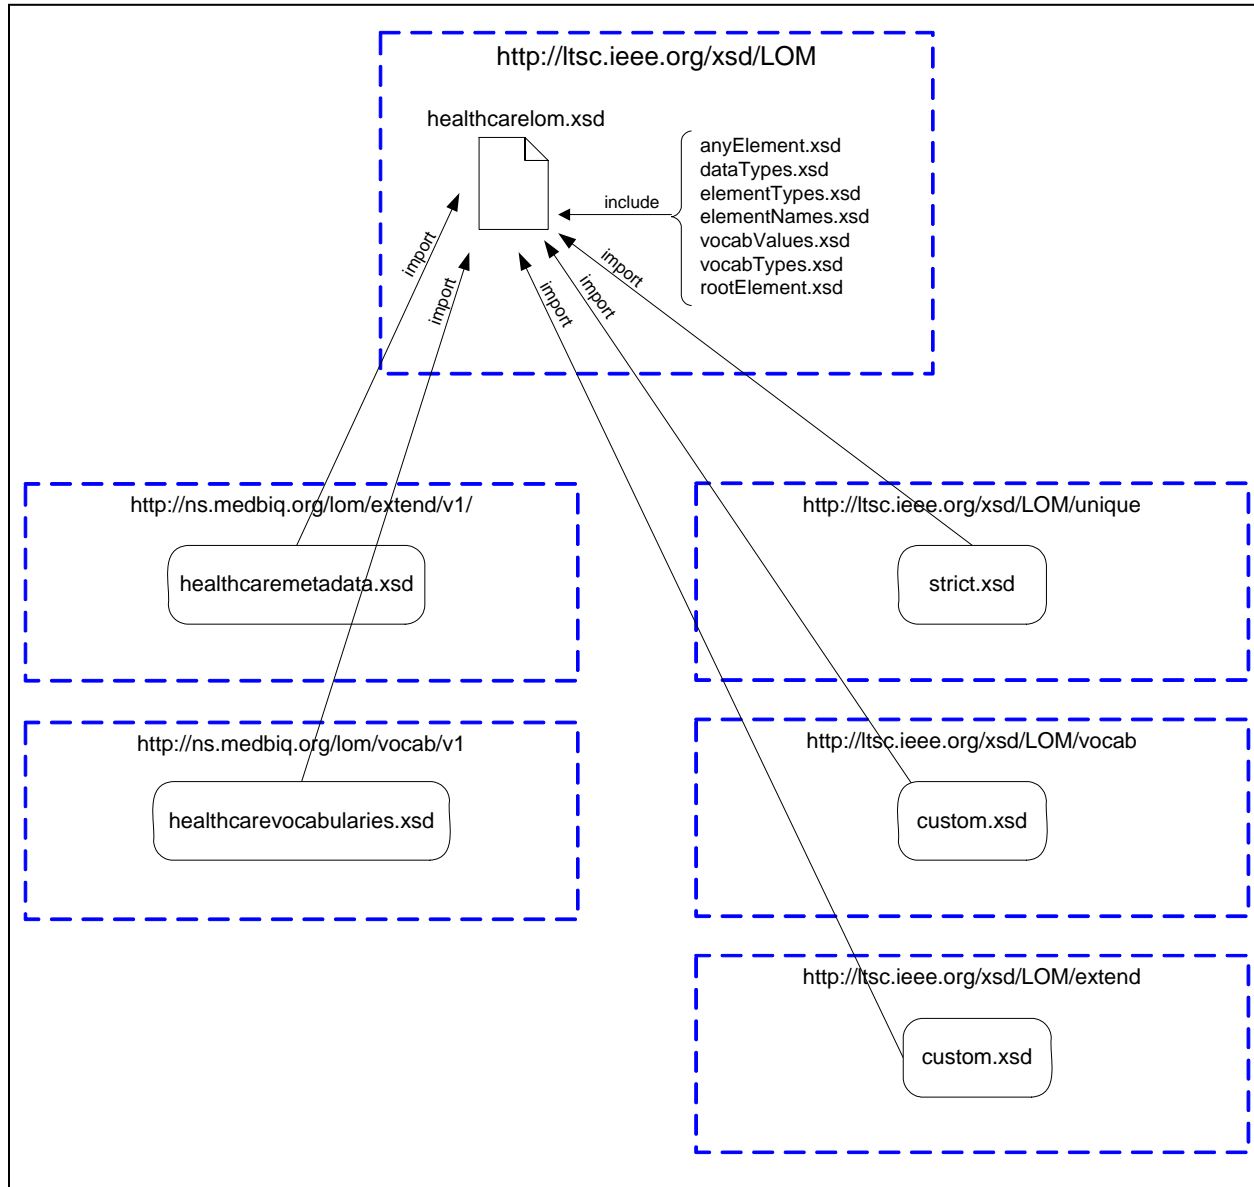 http://ltsc.ieee.org/xsd/LOM
healthcarelom.xsd
anyElement.xsd
dataTypes.xsd
elementTypes.xsd
include
elementNames.xsd
vocabValues.xsd
vocabTypes.xsd
rootElement.xsd
import
import
import
import
import
http://ns.medbiq.org/lom/extend/v1/
healthcaremetadata.xsd
http://ltsc.ieee.org/xsd/LOM/unique
strict.xsd
http://ns.medbiq.org/lom/vocab/v1
healthcarevocabularies.xsd
http://ltsc.ieee.org/xsd/LOM/vocab
custom.xsd
http://ltsc.ieee.org/xsd/LOM/extend
custom.xsd